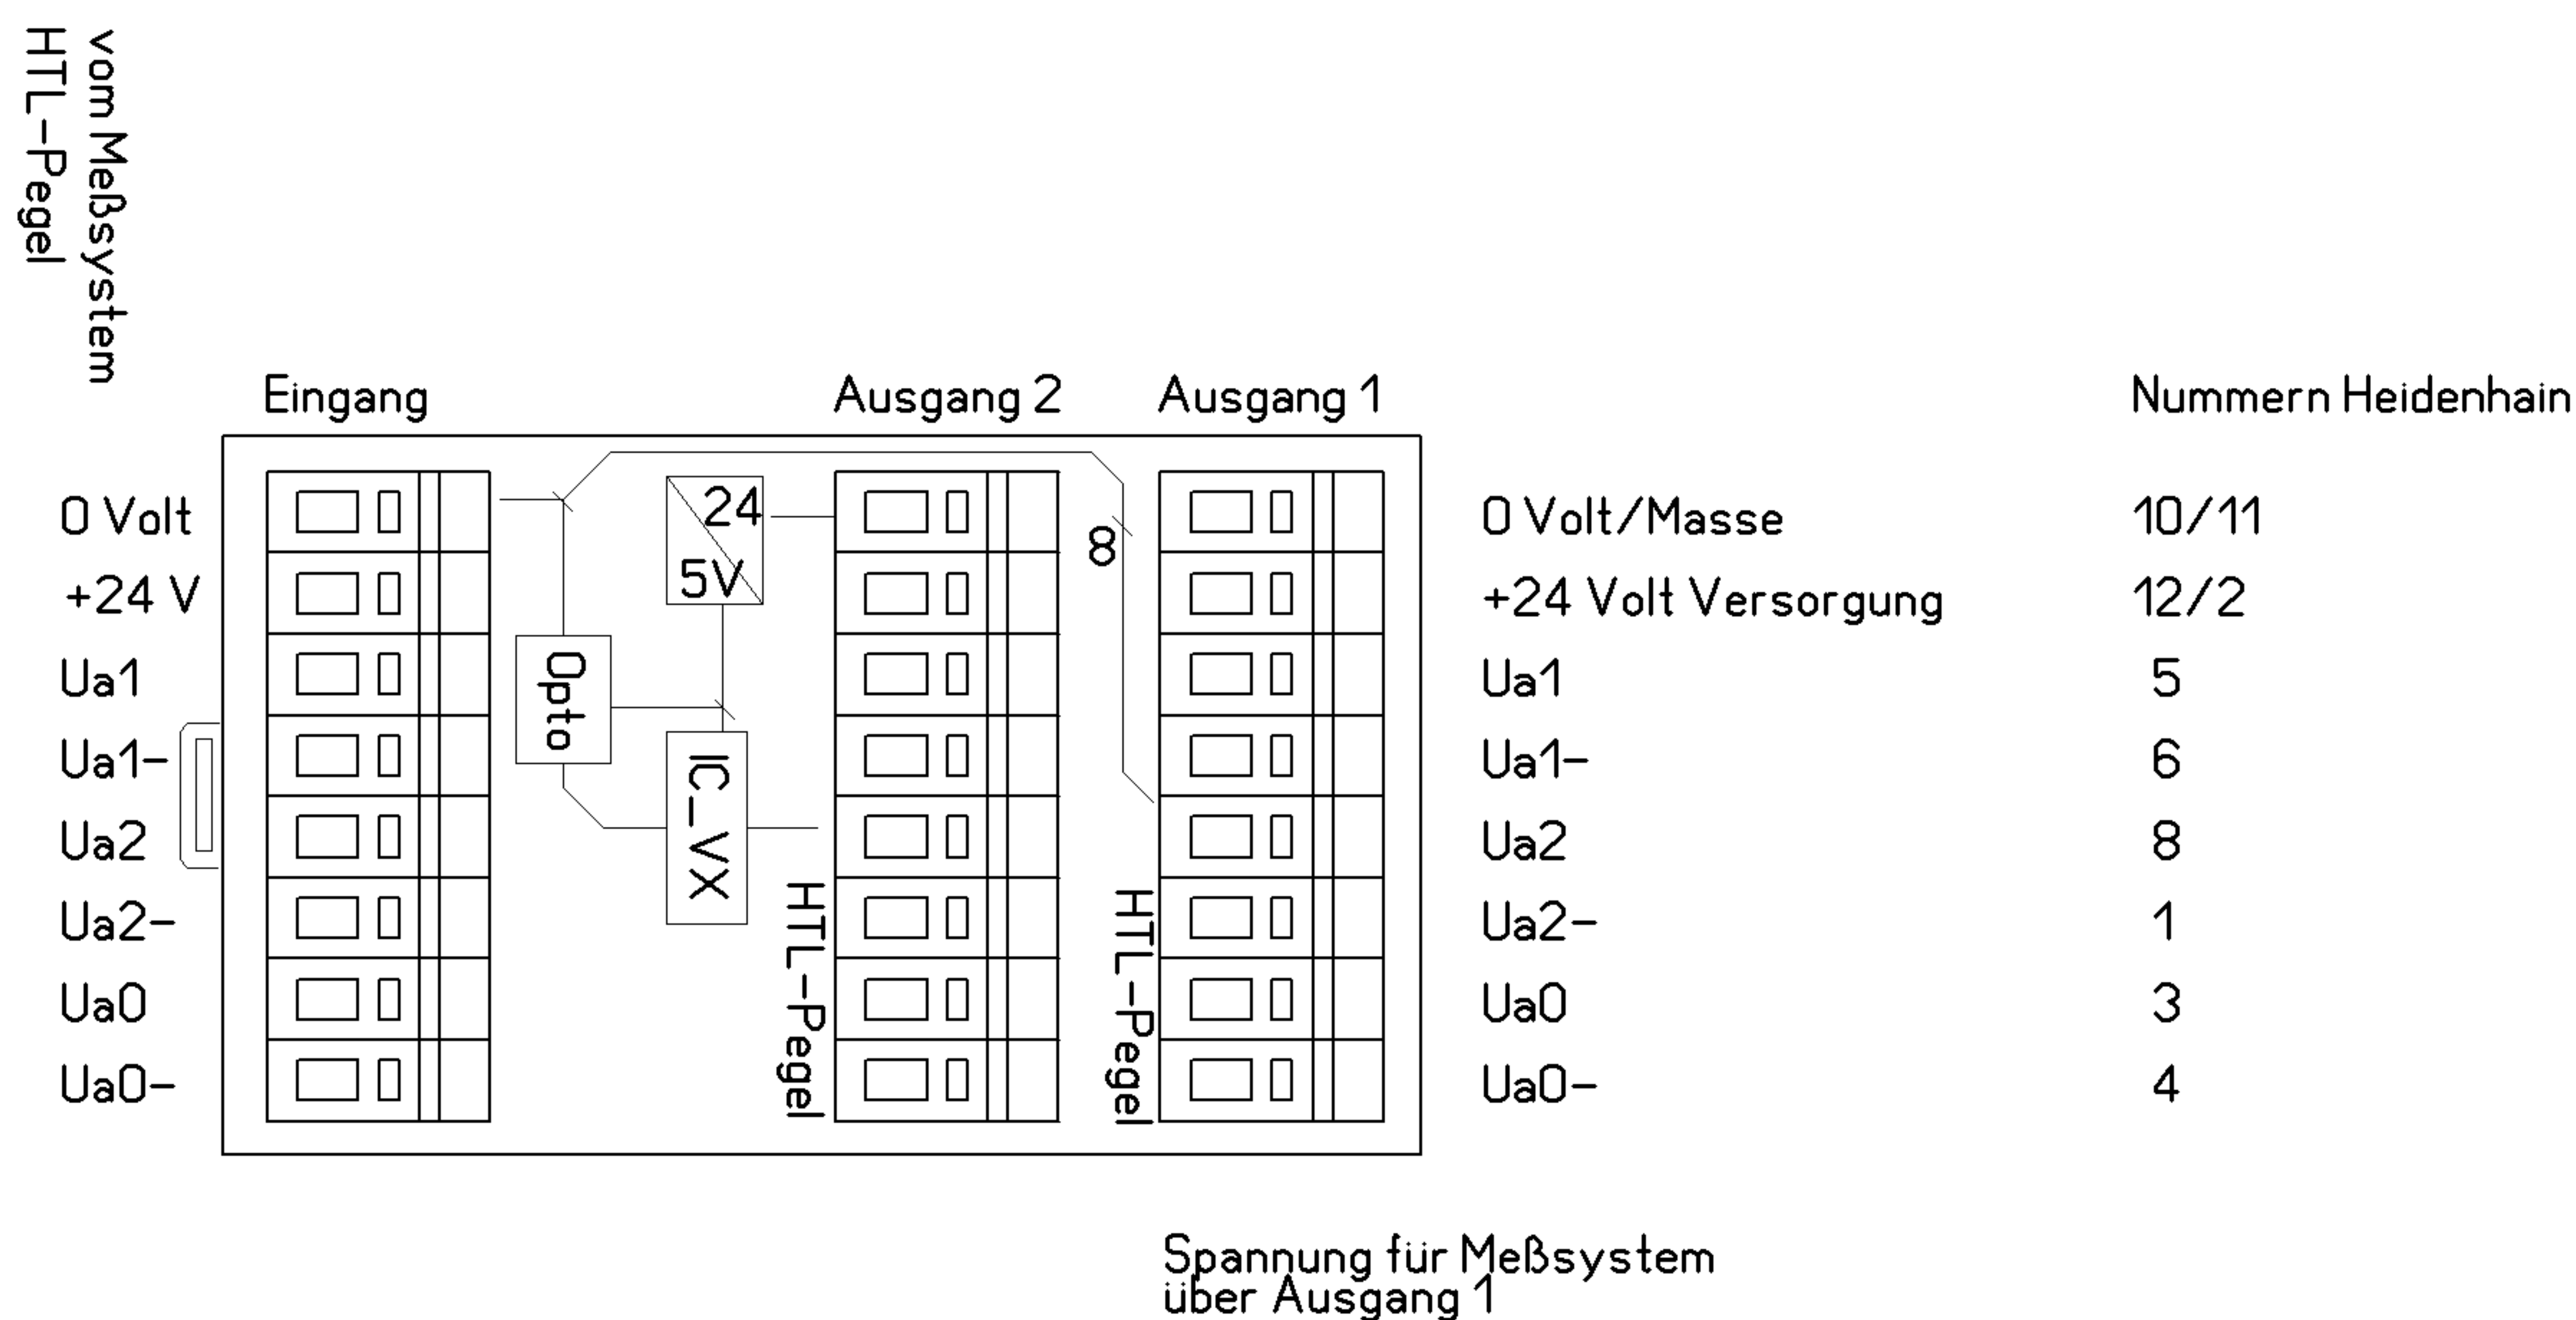 vom Meßsystem
HTL-Pegel
Eingang
Ausgang 2
Ausgang 1
Nummern Heidenhain
0 Volt
24
5V
8
0 Volt/Masse
10/11
+24 V
+24 Volt Versorgung
12/2
Ua1
Opto
Ua1
5
Ua1-
IC_VX
Ua1-
6
Ua2
Ua2
8
Ua2-
HTL-Pegel
HTL-Pegel
Ua2-
1
Ua0
Ua0
3
Ua0-
Ua0-
4
Spannung für Meßsystem
über Ausgang 1